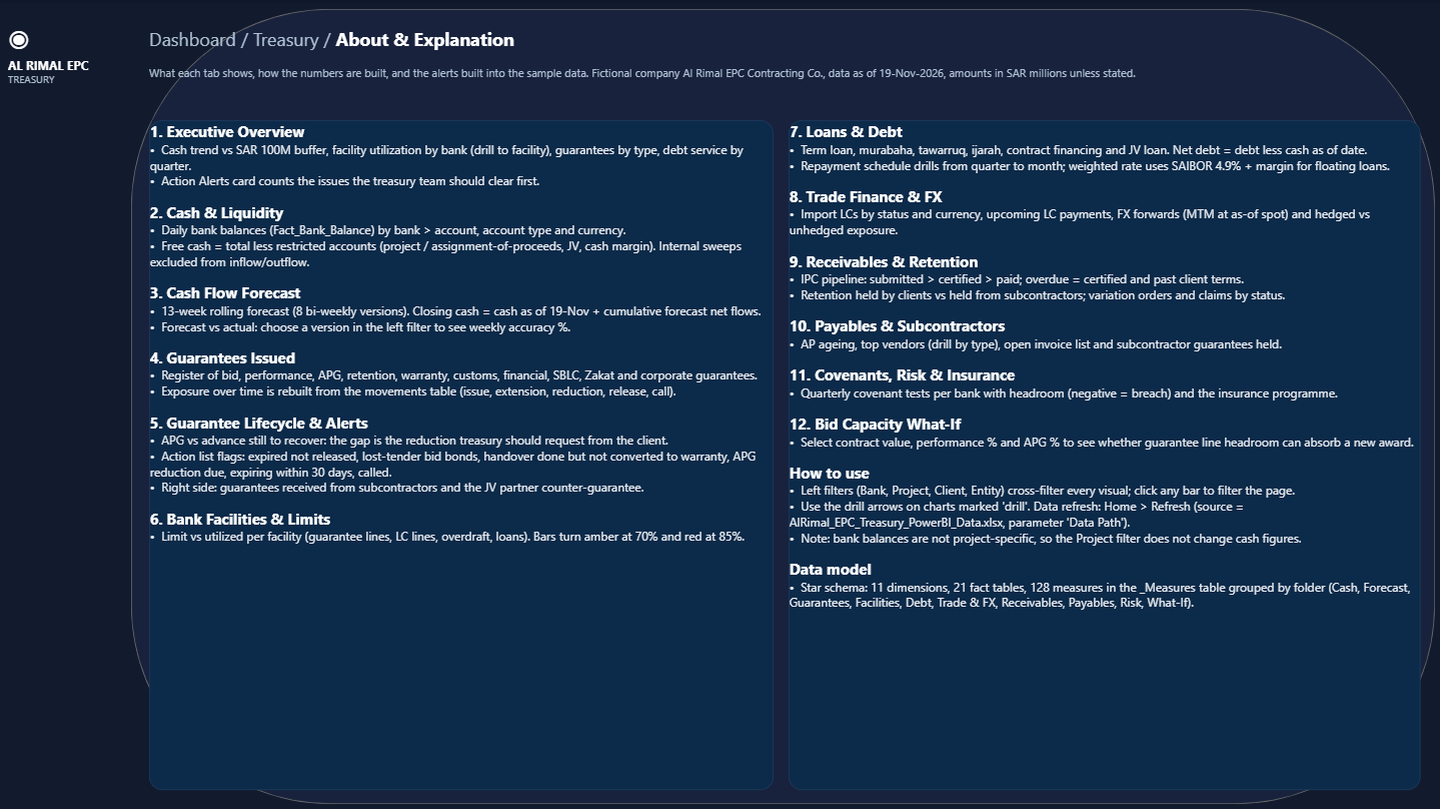 AL RIMAL EPC
TREASURY
Dashboard / Treasury / About & Explanation
What each tab shows, how the numbers are built, and the alerts built into the sample data. Fictional company Al Rimal EPC Contracting Co., data as of 19-Nov-2026, amounts in SAR millions unless stated.
1. Executive Overview
• Cash trend vs SAR 100M buffer, facility utilization by bank (drill to facility), guarantees by type, debt service by
quarter.
• Action Alerts card counts the issues the treasury team should clear first.
2. Cash & Liquidity
• Daily bank balances (Fact_Bank_Balance) by bank > account, account type and currency.
• Free cash = total less restricted accounts (project / assignment-of-proceeds, JV, cash margin). Internal sweeps
excluded from inflow/outflow.
3. Cash Flow Forecast
• 13-week rolling forecast (8 bi-weekly versions). Closing cash = cash as of 19-Nov + cumulative forecast net flows.
• Forecast vs actual: choose a version in the left filter to see weekly accuracy %.
4. Guarantees Issued
• Register of bid, performance, APG, retention, warranty, customs, financial, SBLC, Zakat and corporate guarantees.
• Exposure over time is rebuilt from the movements table (issue, extension, reduction, release, call).
5. Guarantee Lifecycle & Alerts
• APG vs advance still to recover: the gap is the reduction treasury should request from the client.
• Action list flags: expired not released, lost-tender bid bonds, handover done but not converted to warranty, APG
reduction due, expiring within 30 days, called.
• Right side: guarantees received from subcontractors and the JV partner counter-guarantee.
6. Bank Facilities & Limits
• Limit vs utilized per facility (guarantee lines, LC lines, overdraft, loans). Bars turn amber at 70% and red at 85%.
7. Loans & Debt
• Term loan, murabaha, tawarruq, ijarah, contract financing and JV loan. Net debt = debt less cash as of date.
• Repayment schedule drills from quarter to month; weighted rate uses SAIBOR 4.9% + margin for floating loans.
8. Trade Finance & FX
• Import LCs by status and currency, upcoming LC payments, FX forwards (MTM at as-of spot) and hedged vs
unhedged exposure.
9. Receivables & Retention
• IPC pipeline: submitted > certified > paid; overdue = certified and past client terms.
• Retention held by clients vs held from subcontractors; variation orders and claims by status.
10. Payables & Subcontractors
• AP ageing, top vendors (drill by type), open invoice list and subcontractor guarantees held.
11. Covenants, Risk & Insurance
• Quarterly covenant tests per bank with headroom (negative = breach) and the insurance programme.
12. Bid Capacity What-If
• Select contract value, performance % and APG % to see whether guarantee line headroom can absorb a new award.
How to use
• Left filters (Bank, Project, Client, Entity) cross-filter every visual; click any bar to filter the page.
• Use the drill arrows on charts marked 'drill'. Data refresh: Home > Refresh (source =
AlRimal_EPC_Treasury_PowerBI_Data.xlsx, parameter 'Data Path').
• Note: bank balances are not project-specific, so the Project filter does not change cash figures.
Data model
• Star schema: 11 dimensions, 21 fact tables, 128 measures in the _Measures table grouped by folder (Cash, Forecast,
Guarantees, Facilities, Debt, Trade & FX, Receivables, Payables, Risk, What-If).